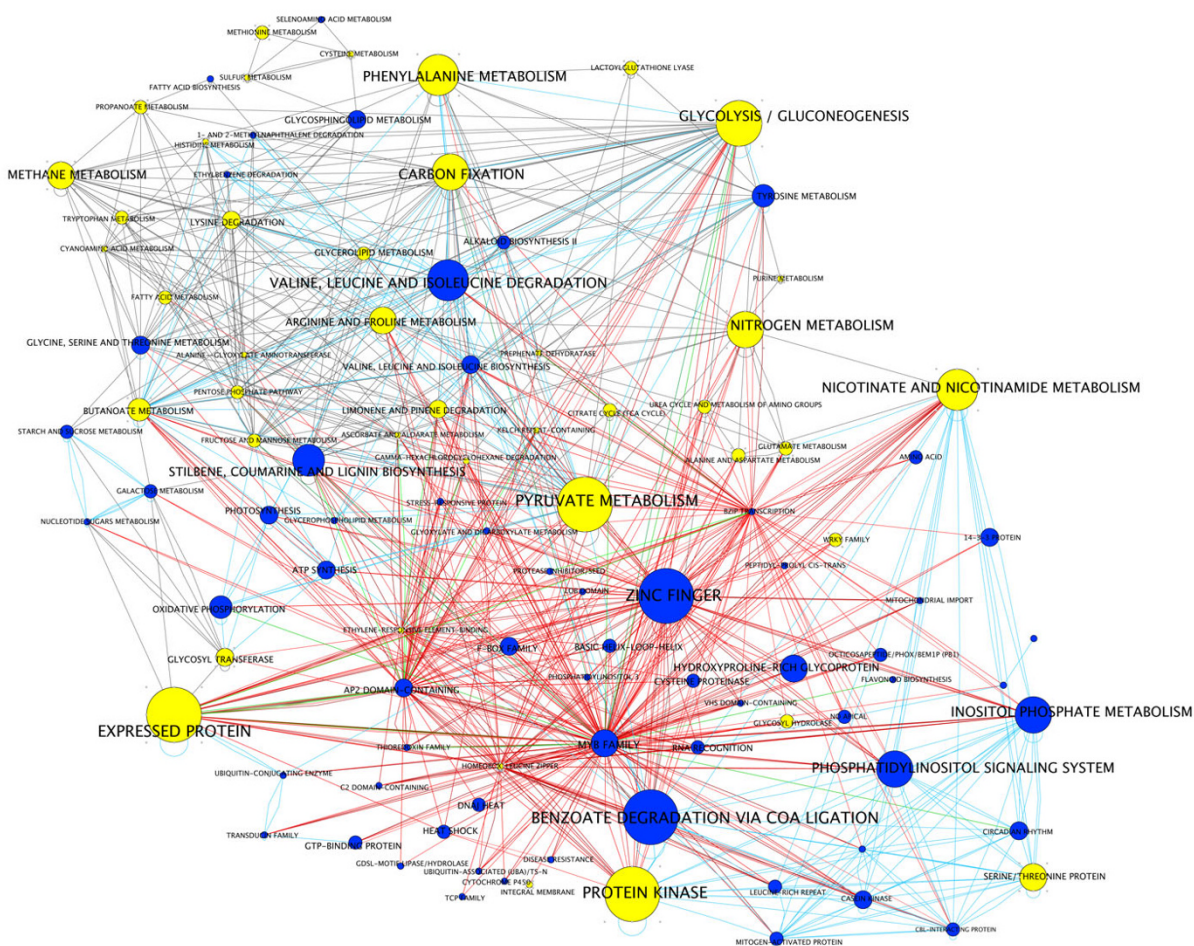 SELENOAMINO ACID METABOLISM
METHIONINE METABOLISM
CYSTEINE METABOLISM
LACTOYLGLUTATHIONE LYASE
PHENYLALANINE METABOLISM
SULFUR METABOLISM
FATTY ACID BIOSYNTHESIS
PROPANOATE METABOLISM
GLYCOSPHINGOLIPID METABOLISM
GLYCOLYSIS / GLUCONEOGENESIS
1- AND 2-METHYLNAPHTHALENE DEGRADATION
HISTIDINE METABOLISM
METHANE METABOLISM
ETHYLBENZENE DEGRADATION
CARBON FIXATION
TYROSINE METABOLISM
TRYPTOPHAN METABOLISM
LYSINE DEGRADATION
ALKALOID BIOSYNTHESIS II
CYANOAMINO ACID METABOLISM
GLYCEROLIPID METABOLISM
VALINE, LEUCINE AND ISOLEUCINE DEGRADATION
PURINE METABOLISM
FATTY ACID METABOLISM
ARGININE AND PROLINE METABOLISM
NITROGEN METABOLISM
GLYCINE, SERINE AND THREONINE METABOLISM
ALANINE--GLYOXYLATE AMINOTRANSFERASE
PREPHENATE DEHYDRATASE
VALINE, LEUCINE AND ISOLEUCINE BIOSYNTHESIS
NICOTINATE AND NICOTINAMIDE METABOLISM
PENTOSE PHOSPHATE PATHWAY
BUTANOATE METABOLISM
LIMONENE AND PINENE DEGRADATION
CITRATE CYCLE (TCA CYCLE)
UREA CYCLE AND METABOLISM OF AMINO GROUPS
STARCH AND SUCROSE METABOLISM
FRUCTOSE AND MANNOSE METABOLISM
ASCORBATE AND ALDARATE METABOLISM
KELCH REPEAT-CONTAINING
GLUTAMATE METABOLISM
GAMMA-HEXACHLOROCYCLOHEXANE DEGRADATION
ALANINE AND ASPARTATE METABOLISM
AMINO ACID
STILBENE, COUMARINE AND LIGNIN BIOSYNTHESIS
GALACTOSE METABOLISM
PYRUVATE METABOLISM
STRESS-RESPONSIVE PROTEIN
PHOTOSYNTHESIS
BZIP TRANSCRIPTION
NUCLEOTIDE SUGARS METABOLISM
GLYCEROPHOSPHOLIPID METABOLISM
GLYOXYLATE AND DICARBOXYLATE METABOLISM
WRKY FAMILY
14-3-3 PROTEIN
ATP SYNTHESIS
PROTEASE INHIBITOR/SEED
PEPTIDYL-PROLYL CIS-TRANS
LOB DOMAIN
ZINC FINGER
MITOCHONDRIAL IMPORT
OXIDATIVE PHOSPHORYLATION
ETHYLENE-RESPONSIVE ELEMENT-BINDING
F-BOX FAMILY
BASIC HELIX-LOOP-HELIX
OCTICOSAPEPTIDE/PHOX/BEM1P (PB1)
GLYCOSYL TRANSFERASE
HYDROXYPROLINE-RICH GLYCOPROTEIN
PHOSPHATIDYLINOSITOL 3
CYSTEINE PROTEINASE
FLAVONOID BIOSYNTHESIS
AP2 DOMAIN-CONTAINING
VHS DOMAIN-CONTAINING
INOSITOL PHOSPHATE METABOLISM
NO APICAL
GLYCOSYL HYDROLASE
EXPRESSED PROTEIN
THIOREDOXIN FAMILY
MYB FAMILY
RNA RECOGNITION
HOMEOBOX-LEUCINE ZIPPER
PHOSPHATIDYLINOSITOL SIGNALING SYSTEM
UBIQUITIN-CONJUGATING ENZYME
C2 DOMAIN-CONTAINING
DNAJ HEAT
BENZOATE DEGRADATION VIA COA LIGATION
TRANSDUCIN FAMILY
HEAT SHOCK
CIRCADIAN RHYTHM
GTP-BINDING PROTEIN
DISEASE RESISTANCE
GDSL-MOTIF LIPASE/HYDROLASE
UBIQUITIN-ASSOCIATED (UBA)/TS-N
SERINE/THREONINE PROTEIN
CYTOCHROME P450
INTEGRAL MEMBRANE
PROTEIN KINASE
LEUCINE-RICH REPEAT
TCP FAMILY
CASEIN KINASE
CBL-INTERACTING PROTEIN
MITOGEN-ACTIVATED PROTEIN